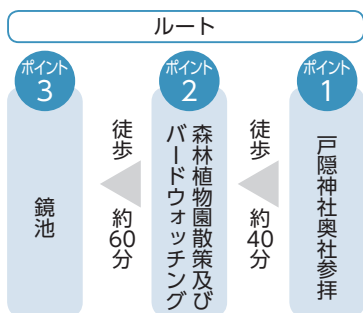 ルート
ポイント
1
戸隠神社奥社参拝
徒歩 約40分
ポイント
2
森林植物園散策及び
バードウォッチング
徒歩 約60分
ポイント
3
鏡池